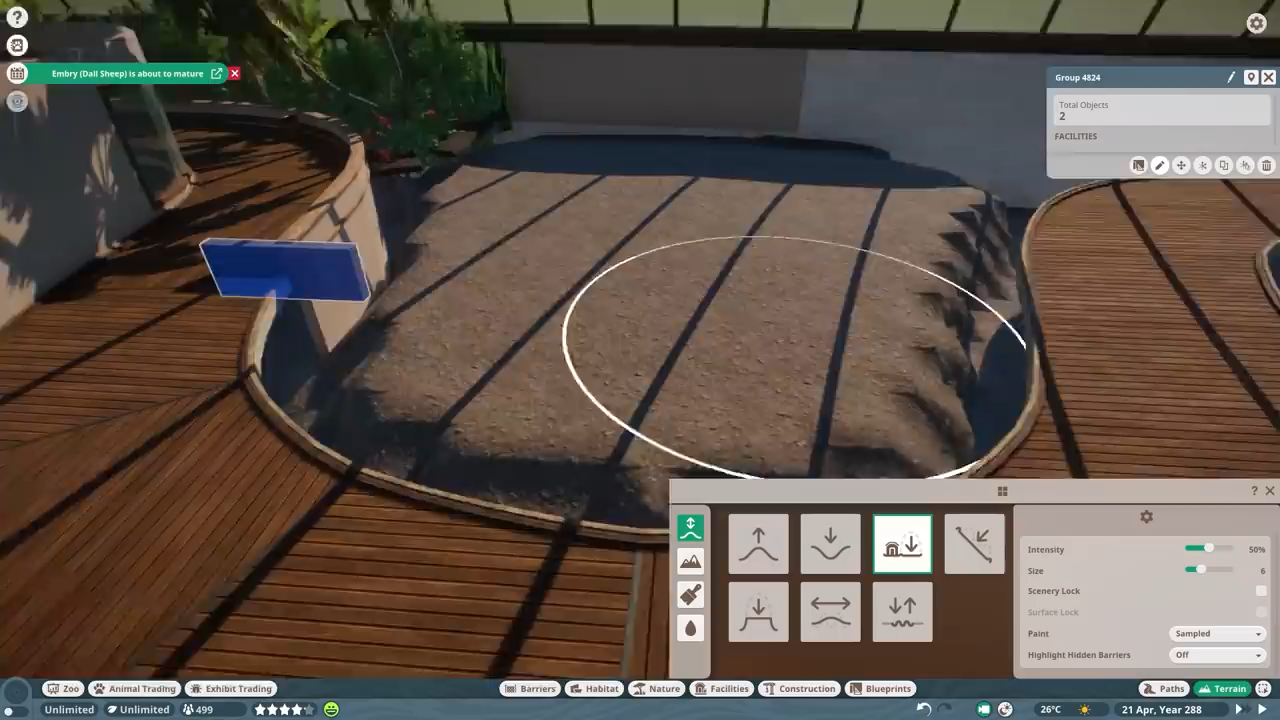 ?
Embry (Dall Sheep) is about to mature
Group 4824
Total Objects
2
FACILITIES
?
Intensity 50%
Size 6
Scenery Lock
Surface Lock
Paint Sampled
Highlight Hidden Barriers Off
Zoo Animal Trading Exhibit Trading Barriers Habitat Nature Facilities Construction Blueprints Paths Terrain
Unlimited Unlimited 499 26°C 21 Apr, Year 288